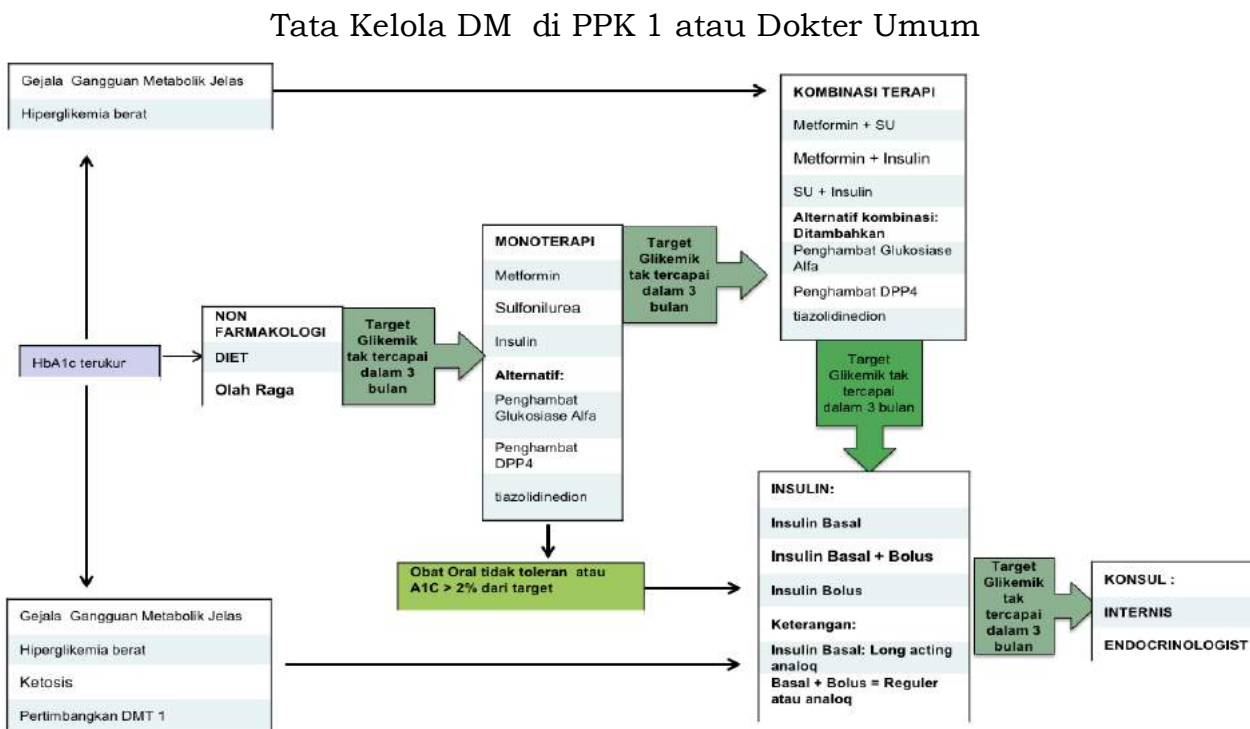 Tata Kelola DM di PPK 1 atau Dokter Umum
Gejala Gangguan Metabolik Jelas
Hiperglikemia berat
HbA1c terukur
NON
FARMAKOLOGI
DIET
Olah Raga
Target
Glikemik
tak tercapai
dalam 3
bulan
MONOTERAPI
Metformin
Sulfonilurea
Insulin
Alternatif:
Penghambat
Glukosiase Alfa
Penghambat
DPP4
tiazolidinedion
Target
Glikemik
tak tercapai
dalam 3
bulan
KOMBINASI TERAPI
Metformin + SU
Metformin + Insulin
SU + Insulin
Alternatif kombinasi:
Ditambahkan
Penghambat Glukosiase
Alfa
Penghambat DPP4
tiazolidinedion
Target
Glikemik tak
tercapai
dalam 3 bulan
Obat Oral tidak toleran atau
A1C > 2% dari target
Gejala Gangguan Metabolik Jelas
Hiperglikemia berat
Ketosis
Pertimbangkan DMT 1
INSULIN:
Insulin Basal
Insulin Basal + Bolus
Insulin Bolus
Keterangan:
Insulin Basal: Long acting
analoq
Basal + Bolus = Reguler
atau analoq
Target
Glikemik
tak
tercapai
dalam 3
bulan
KONSUL :
INTERNIS
ENDOCRINOLOGIST